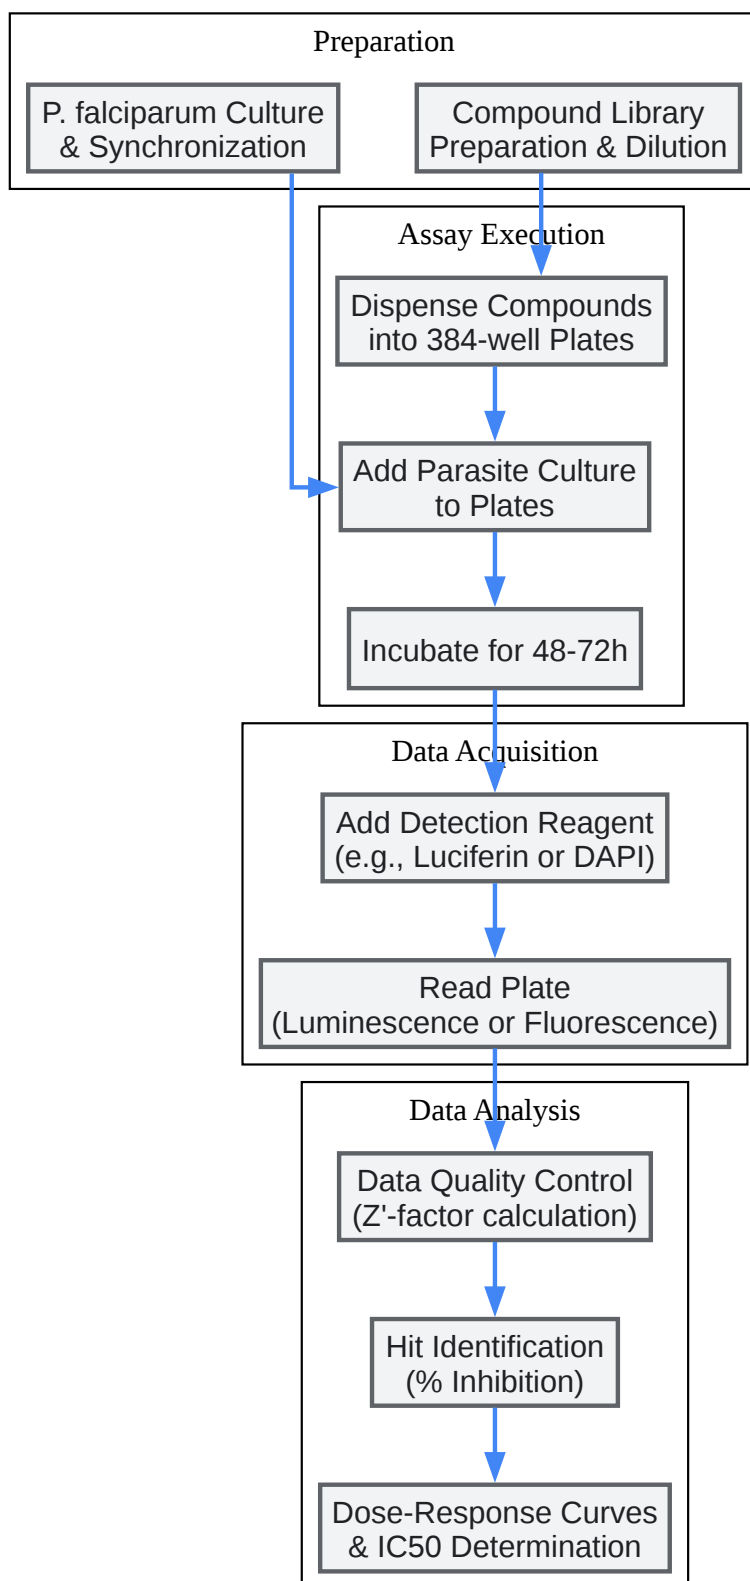 Preparation
P. falciparum Culture
& Synchronization
Compound Library
Preparation & Dilution
Assay Execution
Dispense Compounds
into 384-well Plates
Add Parasite Culture
to Plates
Incubate for 48-72h
Data Acquisition
Add Detection Reagent
(e.g., Luciferin or DAPI)
Read Plate
(Luminescence or Fluorescence)
Data Analysis
Data Quality Control
(Z'-factor calculation)
Hit Identification
(% Inhibition)
Dose-Response Curves
& IC50 Determination